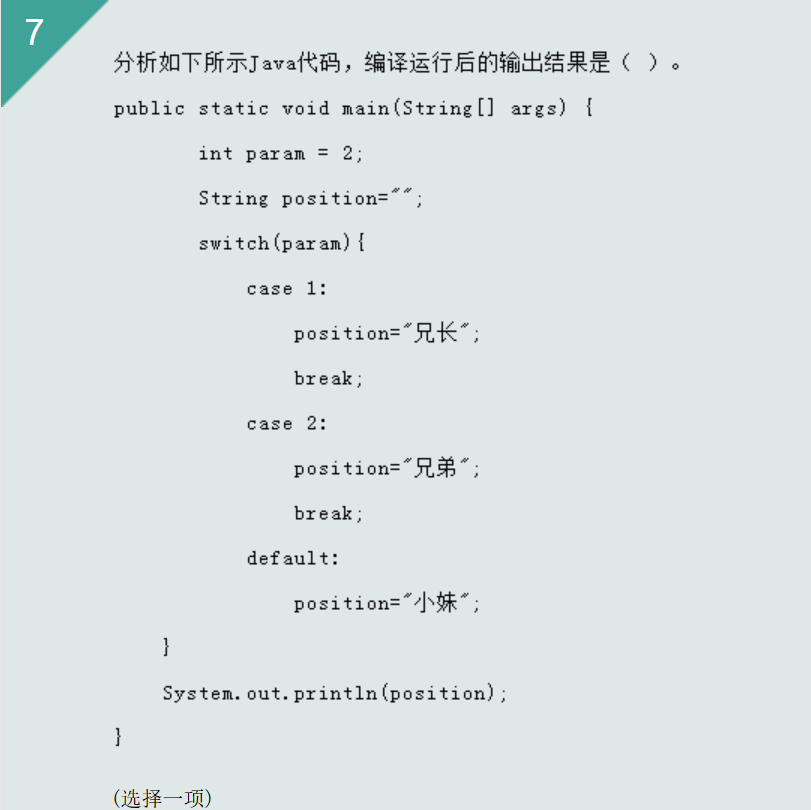 7
分析如下所示Java代码，编译运行后的输出结果是（ ）。
public static void main(String[] args) {
int param = 2;
String position="";
switch(param){
case 1:
position="兄长";
break;
case 2:
position="兄弟";
break;
default:
position="小妹";
}
System.out.println(position);
}
(选择一项)